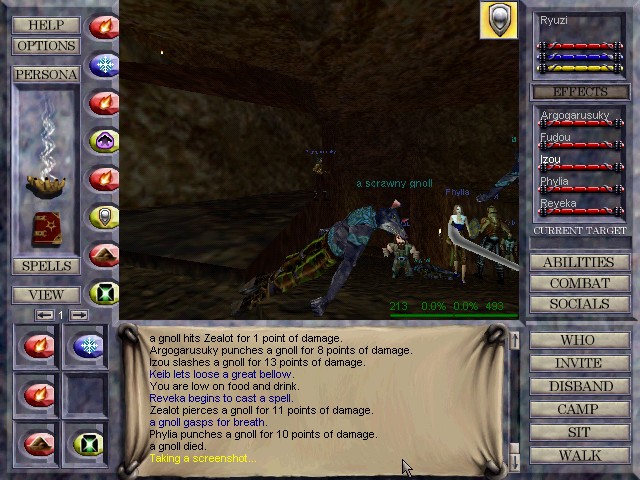 HELP
OPTIONS
PERSONA
SPELLS
VIEW
1
a scrawny gnoll
Phylia
213 0.0% 0.0% 493
Ryuzi
EFFECTS
Argogarusuky
Fudou
Izou
Phylia
Reveka
CURRENT TARGET
ABILITIES
COMBAT
SOCIALS
WHO
INVITE
DISBAND
CAMP
SIT
WALK
a gnoll hits Zealot for 1 point of damage.
Argogarusuky punches a gnoll for 8 points of damage.
Izou slashes a gnoll for 13 points of damage.
Keib lets loose a great bellow.
You are low on food and drink.
Reveka begins to cast a spell.
Zealot pierces a gnoll for 11 points of damage.
a gnoll gasps for breath.
Phylia punches a gnoll for 10 points of damage.
a gnoll died.
Taking a screenshot...